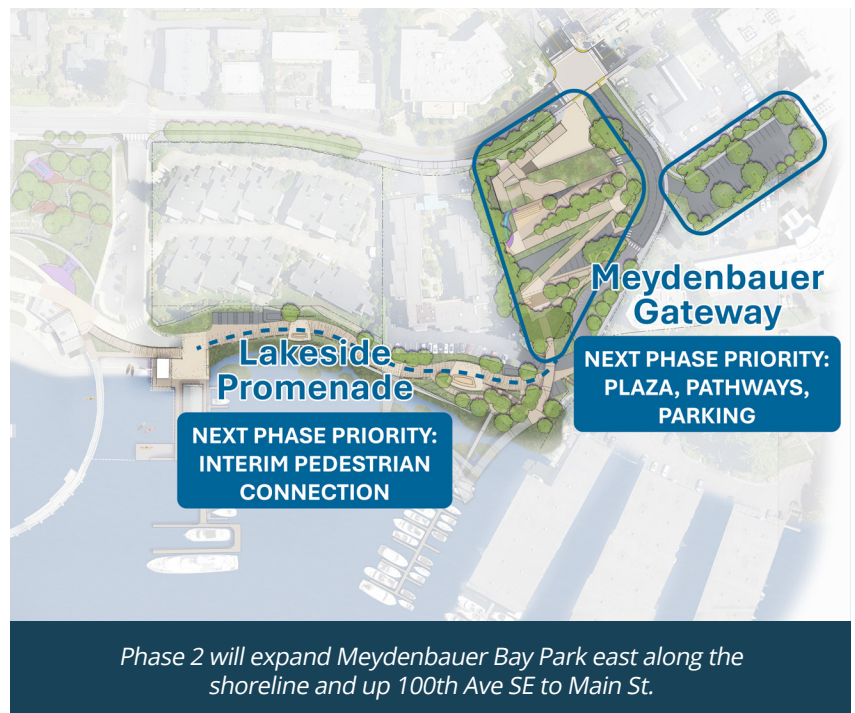 Meydenbauer
Gateway
NEXT PHASE PRIORITY:
PLAZA, PATHWAYS,
PARKING
Lakeside
Promenade
NEXT PHASE PRIORITY:
INTERIM PEDESTRIAN
CONNECTION
Phase 2 will expand Meydenbauer Bay Park east along the
shoreline and up 100th Ave SE to Main St.